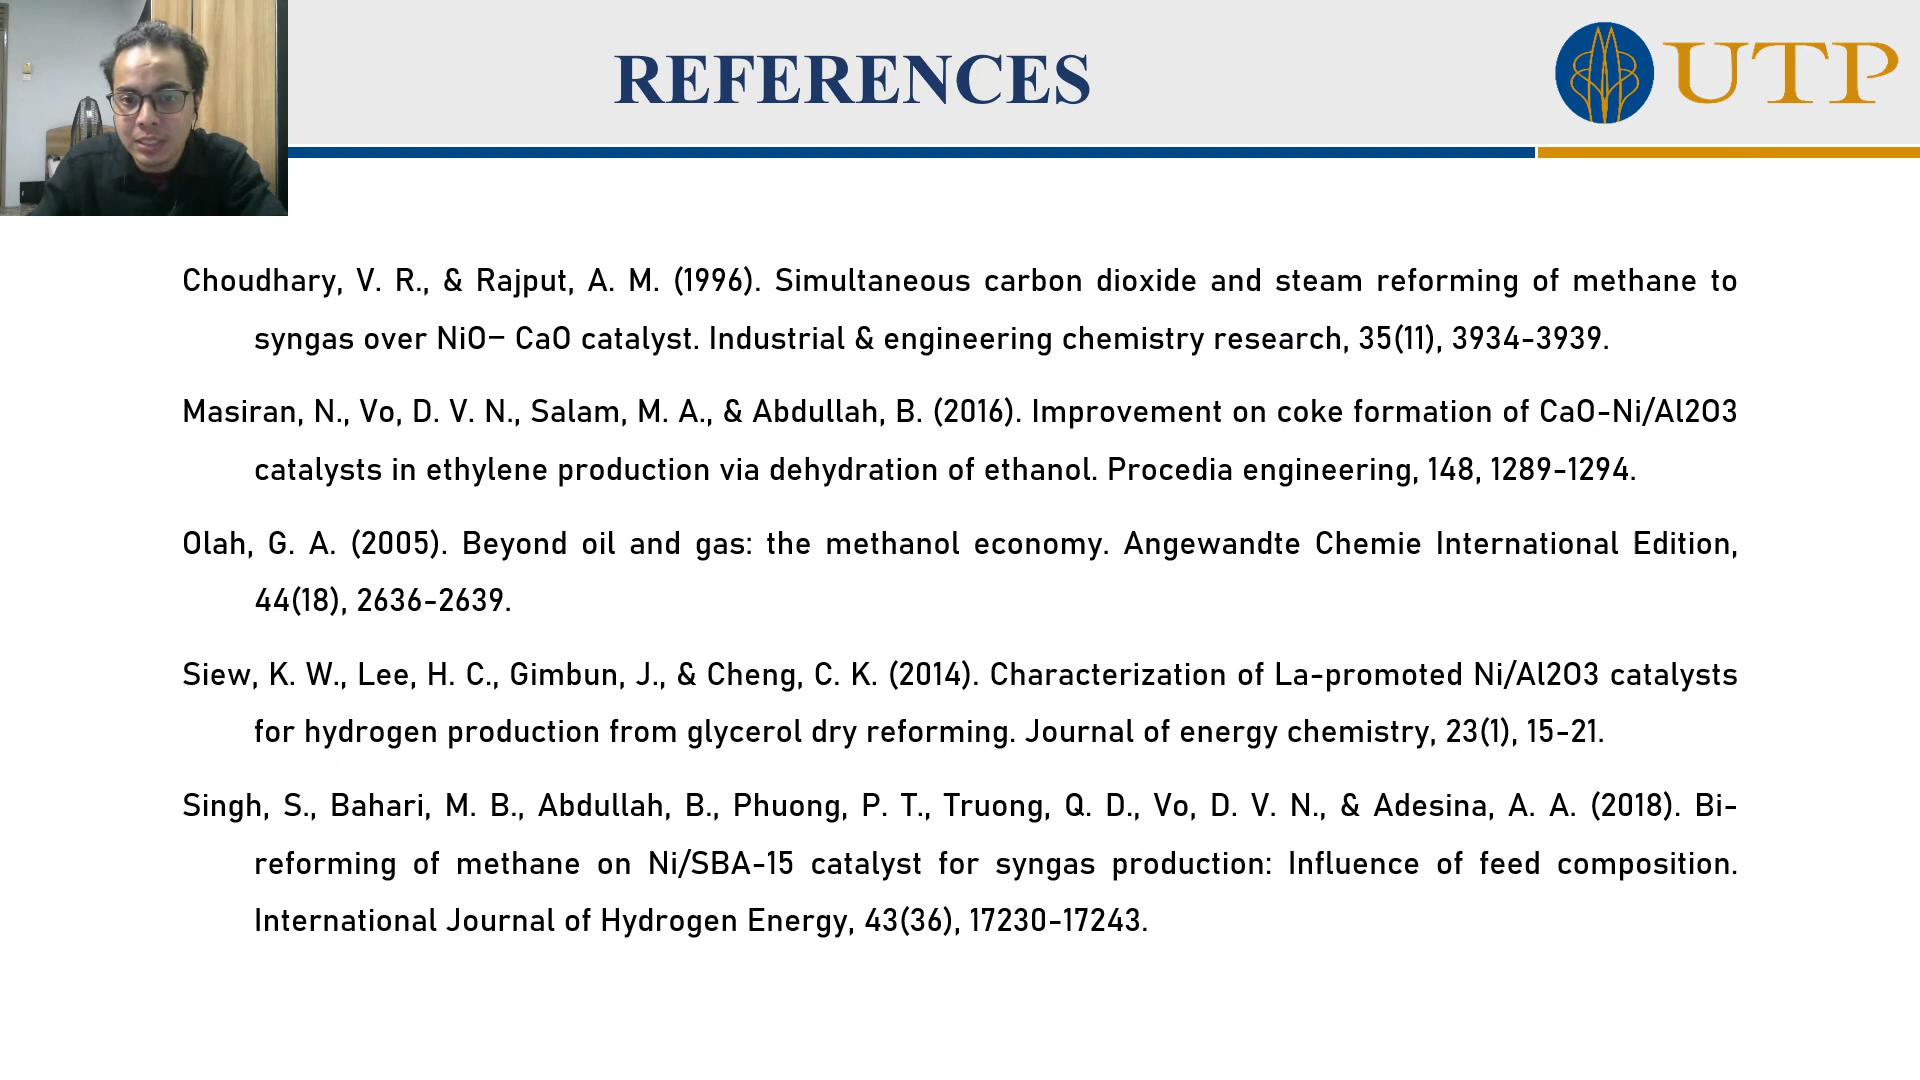 REFERENCES
UTP
Choudhary, V. R., & Rajput, A. M. (1996). Simultaneous carbon dioxide and steam reforming of methane to
syngas over NiO− CaO catalyst. Industrial & engineering chemistry research, 35(11), 3934-3939.
Masiran, N., Vo, D. V. N., Salam, M. A., & Abdullah, B. (2016). Improvement on coke formation of CaO-Ni/Al2O3
catalysts in ethylene production via dehydration of ethanol. Procedia engineering, 148, 1289-1294.
Olah, G. A. (2005). Beyond oil and gas: the methanol economy. Angewandte Chemie International Edition,
44(18), 2636-2639.
Siew, K. W., Lee, H. C., Gimbun, J., & Cheng, C. K. (2014). Characterization of La-promoted Ni/Al2O3 catalysts
for hydrogen production from glycerol dry reforming. Journal of energy chemistry, 23(1), 15-21.
Singh, S., Bahari, M. B., Abdullah, B., Phuong, P. T., Truong, Q. D., Vo, D. V. N., & Adesina, A. A. (2018). Bi-
reforming of methane on Ni/SBA-15 catalyst for syngas production: Influence of feed composition.
International Journal of Hydrogen Energy, 43(36), 17230-17243.